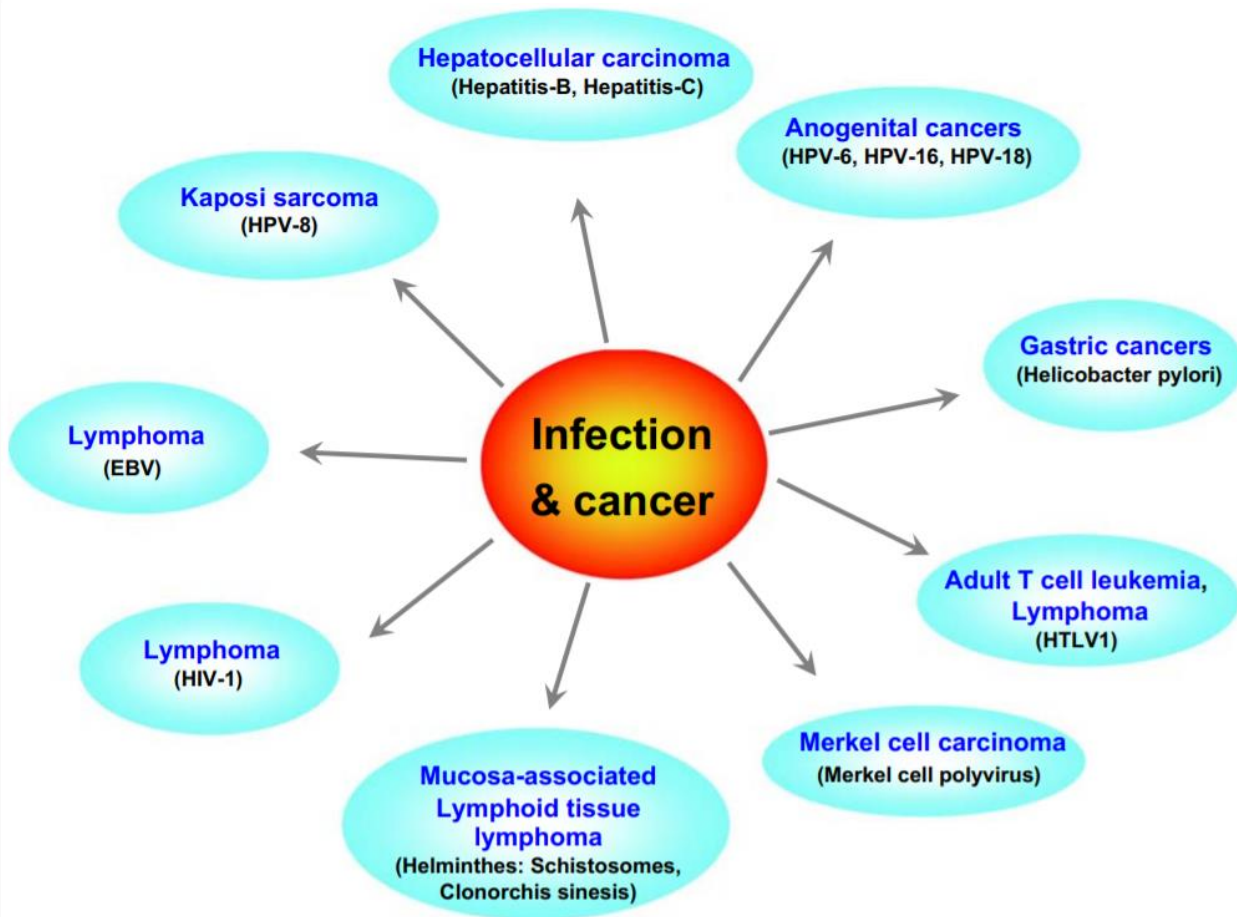 Hepatocellular carcinoma
(Hepatitis-B, Hepatitis-C)
Anogenital cancers
(HPV-6, HPV-16, HPV-18)
Kaposi sarcoma
(HPV-8)
Gastric cancers
(Helicobacter pylori)
Lymphoma
(EBV)
Infection
& cancer
Adult T cell leukemia,
Lymphoma
(HTLV1)
Lymphoma
(HIV-1)
Merkel cell carcinoma
(Merkel cell polyvirus)
Mucosa-associated
Lymphoid tissue
lymphoma
(Helminthes: Schistosomes,
Clonorchis sinesis)